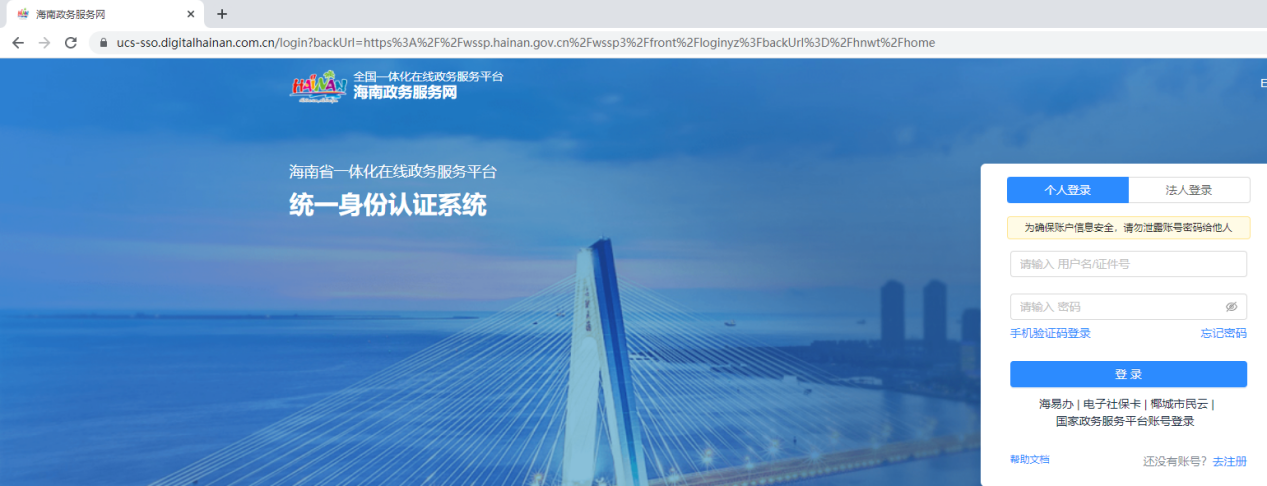 海南政务服务网
ucs-sso.digitalhainan.com.cn/login?backUrl=https%3A%2F%2Fwssp.hainan.gov.cn%2Fwssp3%2Ffront%2Floginyz%3FbackUrl%3D%2Fhnwt%2Fhome
HAINAN
全国一体化在线政务服务平台
海南政务服务网
海南省一体化在线政务服务平台
统一身份认证系统
个人登录 法人登录
为确保账户信息安全，请勿泄露账号密码给他人
请输入 用户名/证件号
请输入 密码
手机验证码登录 忘记密码
登 录
海易办 | 电子社保卡 | 椰城市民云 |
国家政务服务平台账号登录
帮助文档 还没有账号? 去注册